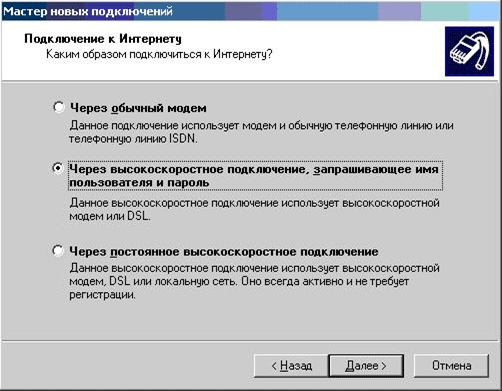 Мастер новых подключений
Подключение к Интернету
Каким образом подключиться к Интернету?
Через обычный модем
Данное подключение использует модем и обычную телефонную линию или
телефонную линию ISDN.
Через высокоскоростное подключение, запрашивающее имя
пользователя и пароль
Данное высокоскоростное подключение использует высокоскоростной
модем или DSL.
Через постоянное высокоскоростное подключение
Данное высокоскоростное подключение использует высокоскоростной
модем, DSL или локальную сеть. Оно всегда активно и не требует
регистрации.
< Назад Далее > Отмена